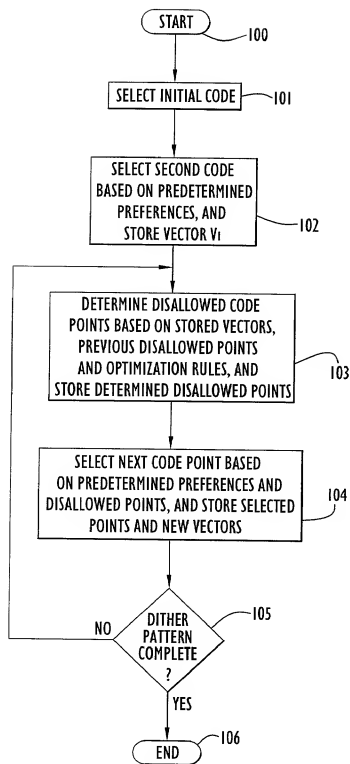 START
100
SELECT INITIAL CODE
101
SELECT SECOND CODE
BASED ON PREDETERMINED
PREFERENCES, AND
STORE VECTOR V1
102
DETERMINE DISALLOWED CODE
POINTS BASED ON STORED VECTORS,
PREVIOUS DISALLOWED POINTS
AND OPTIMIZATION RULES, AND
STORE DETERMINED DISALLOWED POINTS
103
SELECT NEXT CODE POINT BASED
ON PREDETERMINED PREFERENCES AND
DISALLOWED POINTS, AND STORE SELECTED
POINTS AND NEW VECTORS
104
DITHER
PATTERN
COMPLETE
?
105
NO
YES
END
106